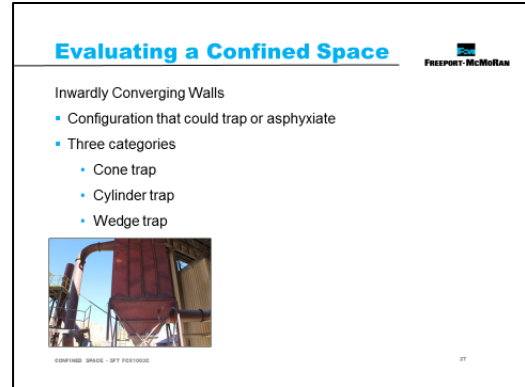 Evaluating a Confined Space
FREEPORT-McMoRAN
Inwardly Converging Walls
▪ Configuration that could trap or asphyxiate
▪ Three categories
• Cone trap
• Cylinder trap
• Wedge trap
CONFINED SPACE - SFT FCX1003C
27